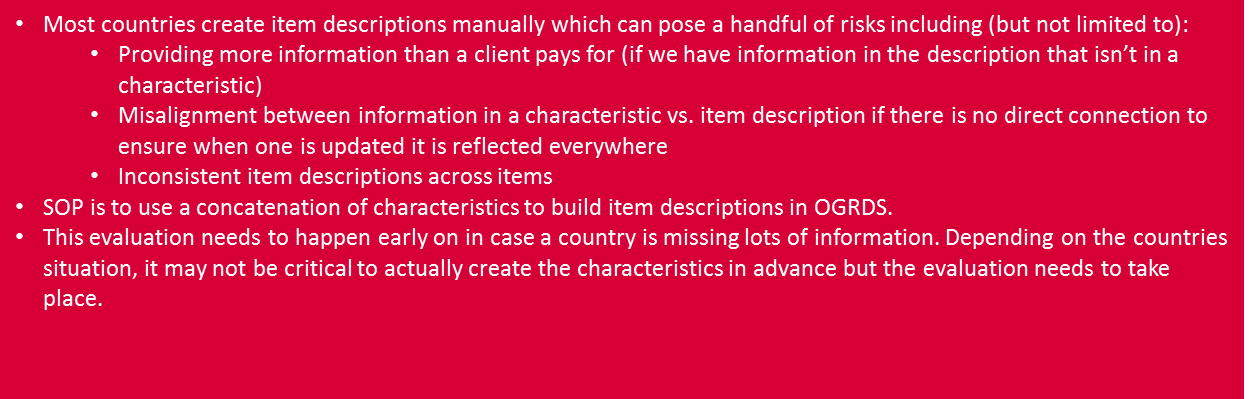 • Most countries create item descriptions manually which can pose a handful of risks including (but not limited to):
• Providing more information than a client pays for (if we have information in the description that isn't in a
characteristic)
• Misalignment between information in a characteristic vs. item description if there is no direct connection to
ensure when one is updated it is reflected everywhere
• Inconsistent item descriptions across items
• SOP is to use a concatenation of characteristics to build item descriptions in OGRDS.
• This evaluation needs to happen early on in case a country is missing lots of information. Depending on the countries
situation, it may not be critical to actually create the characteristics in advance but the evaluation needs to take
place.